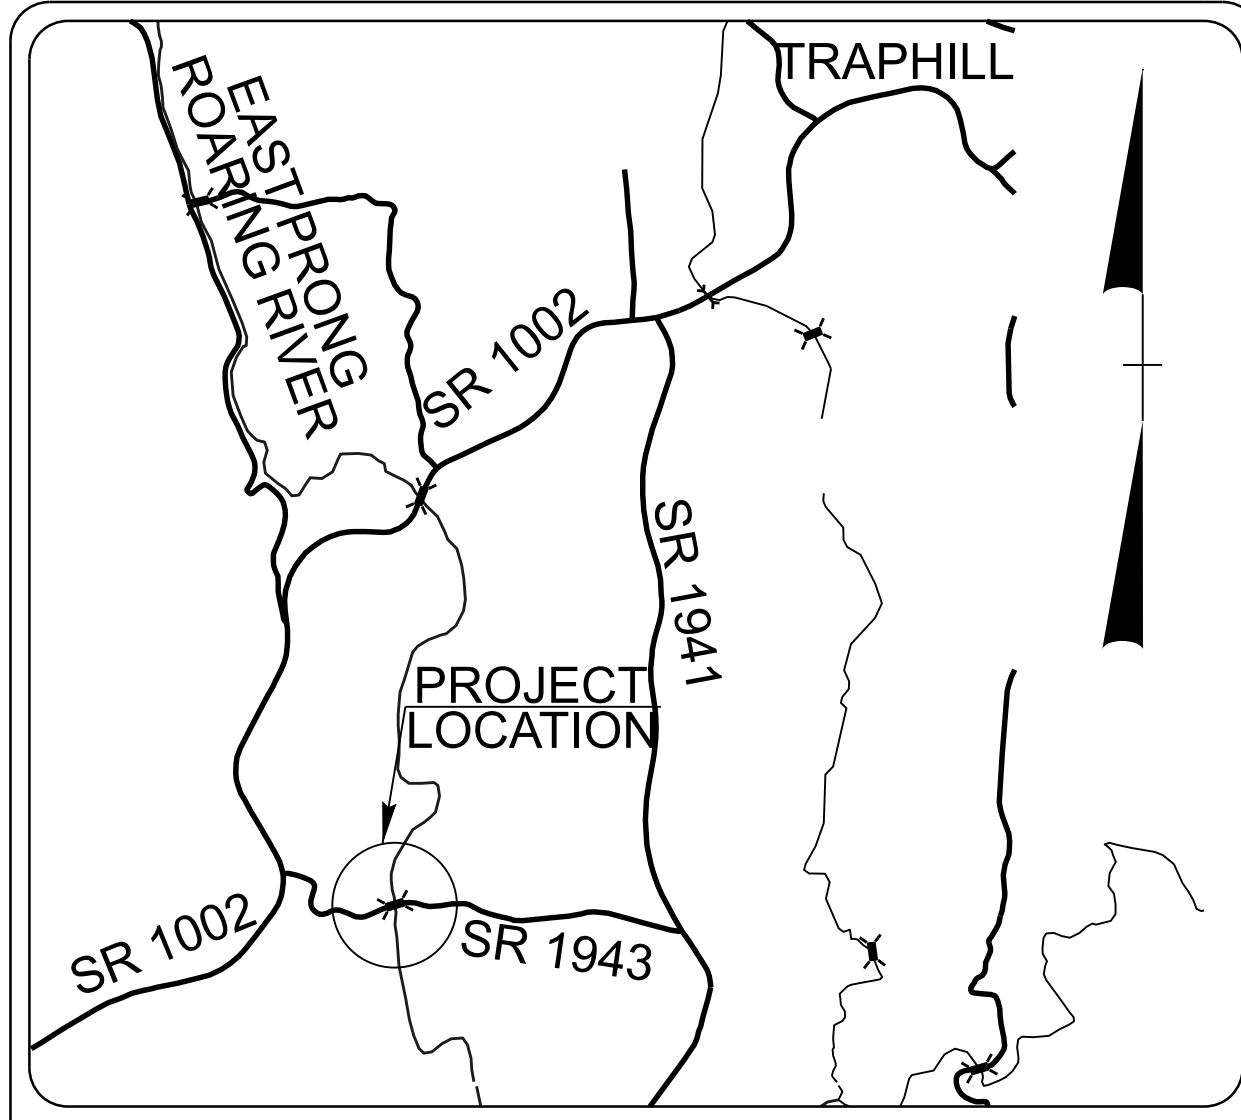 TRAPHILL
EAST PRONG
ROARING RIVER
SR 1002
SR 1941
PROJECT
LOCATION
SR 1002
SR 1943